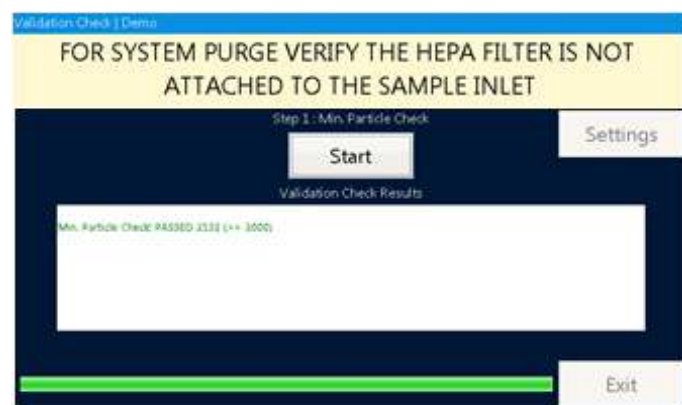 Validation Check | Demo
FOR SYSTEM PURGE VERIFY THE HEPA FILTER IS NOT
ATTACHED TO THE SAMPLE INLET
Step 1 : Min. Particle Check
Settings
Start
Validation Check Results
Min. Particle Check: PASSED (>= 1000)
Exit